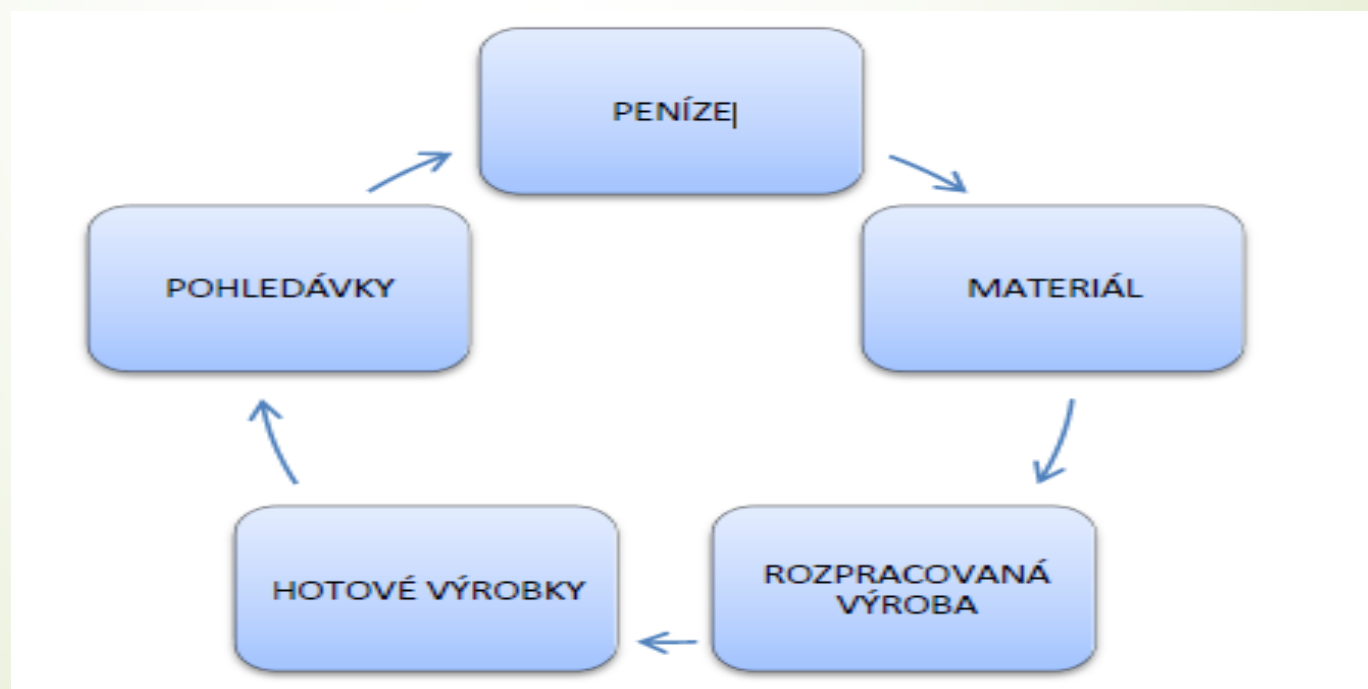 PENÍZE
MATERIÁL
ROZPRACOVANÁ
VÝROBA
HOTOVÉ VÝROBKY
POHLEDÁVKY